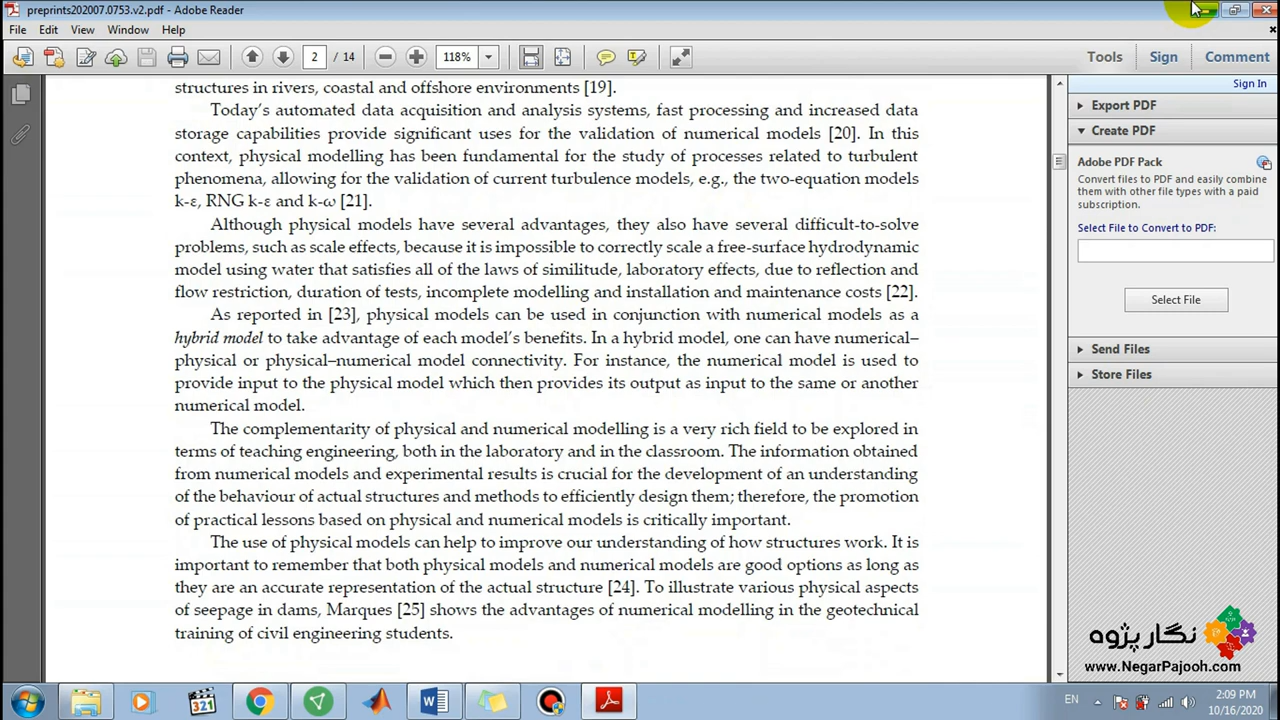 preprints202007.0753.v2.pdf - Adobe Reader
File Edit View Window Help
2 / 14 118% Tools Sign Comment
Sign In
Export PDF
Create PDF
Adobe PDF Pack
Convert files to PDF and easily combine
them with other file types with a paid
subscription.
Select File to Convert to PDF:
Select File
Send Files
Store Files
structures in rivers, coastal and offshore environments [19].
Today's automated data acquisition and analysis systems, fast processing and increased data
storage capabilities provide significant uses for the validation of numerical models [20]. In this
context, physical modelling has been fundamental for the study of processes related to turbulent
phenomena, allowing for the validation of current turbulence models, e.g., the two-equation models
k-ε, RNG k-ε and k-ω [21].
Although physical models have several advantages, they also have several difficult-to-solve
problems, such as scale effects, because it is impossible to correctly scale a free-surface hydrodynamic
model using water that satisfies all of the laws of similitude, laboratory effects, due to reflection and
flow restriction, duration of tests, incomplete modelling and installation and maintenance costs [22].
As reported in [23], physical models can be used in conjunction with numerical models as a
hybrid model to take advantage of each model's benefits. In a hybrid model, one can have numerical–
physical or physical–numerical model connectivity. For instance, the numerical model is used to
provide input to the physical model which then provides its output as input to the same or another
numerical model.
The complementarity of physical and numerical modelling is a very rich field to be explored in
terms of teaching engineering, both in the laboratory and in the classroom. The information obtained
from numerical models and experimental results is crucial for the development of an understanding
of the behaviour of actual structures and methods to efficiently design them; therefore, the promotion
of practical lessons based on physical and numerical models is critically important.
The use of physical models can help to improve our understanding of how structures work. It is
important to remember that both physical models and numerical models are good options as long as
they are an accurate representation of the actual structure [24]. To illustrate various physical aspects
of seepage in dams, Marques [25] shows the advantages of numerical modelling in the geotechnical
training of civil engineering students.
نگار پژوه
www.NegarPajooh.com
321
EN
2:09 PM
10/16/2020